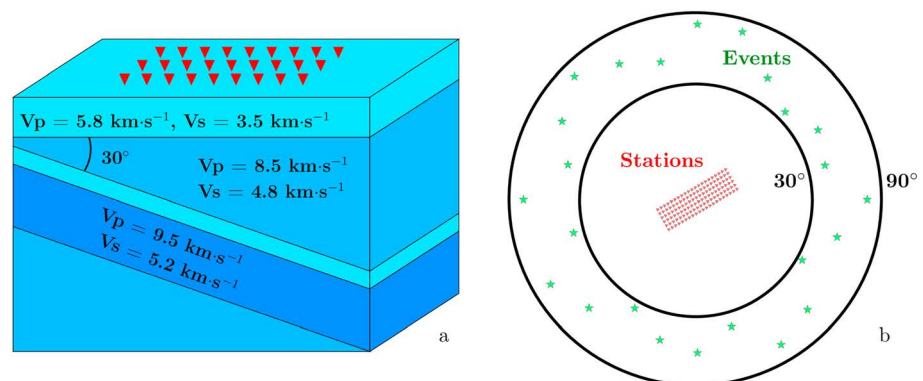 Vp = 5.8 km·s⁻¹, Vs = 3.5 km·s⁻¹
30°
Vp = 8.5 km·s⁻¹
Vs = 4.8 km·s⁻¹
Vp = 9.5 km·s⁻¹
Vs = 5.2 km·s⁻¹
a
Events
Stations
30°
90°
b